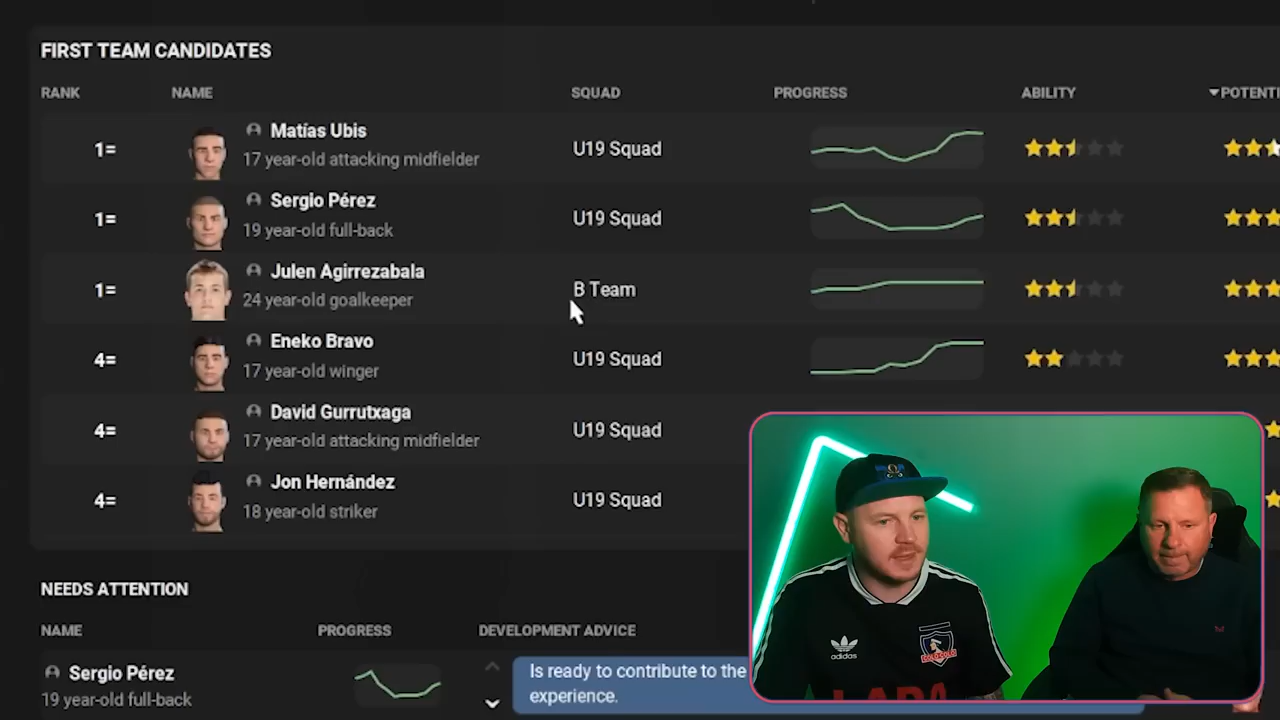 FIRST TEAM CANDIDATES
RANK NAME SQUAD PROGRESS ABILITY
1= Matías Ubis U19 Squad
17 year-old attacking midfielder
1= Sergio Pérez U19 Squad
19 year-old full-back
1= Julen Agirrezabala B Team
24 year-old goalkeeper
4= Eneko Bravo U19 Squad
17 year-old winger
4= David Gurrutxaga U19 Squad
17 year-old attacking midfielder
4= Jon Hernández U19 Squad
18 year-old striker
NEEDS ATTENTION
NAME PROGRESS DEVELOPMENT ADVICE
Sergio Pérez Is ready to contribute to the
19 year-old full-back experience.
adidas